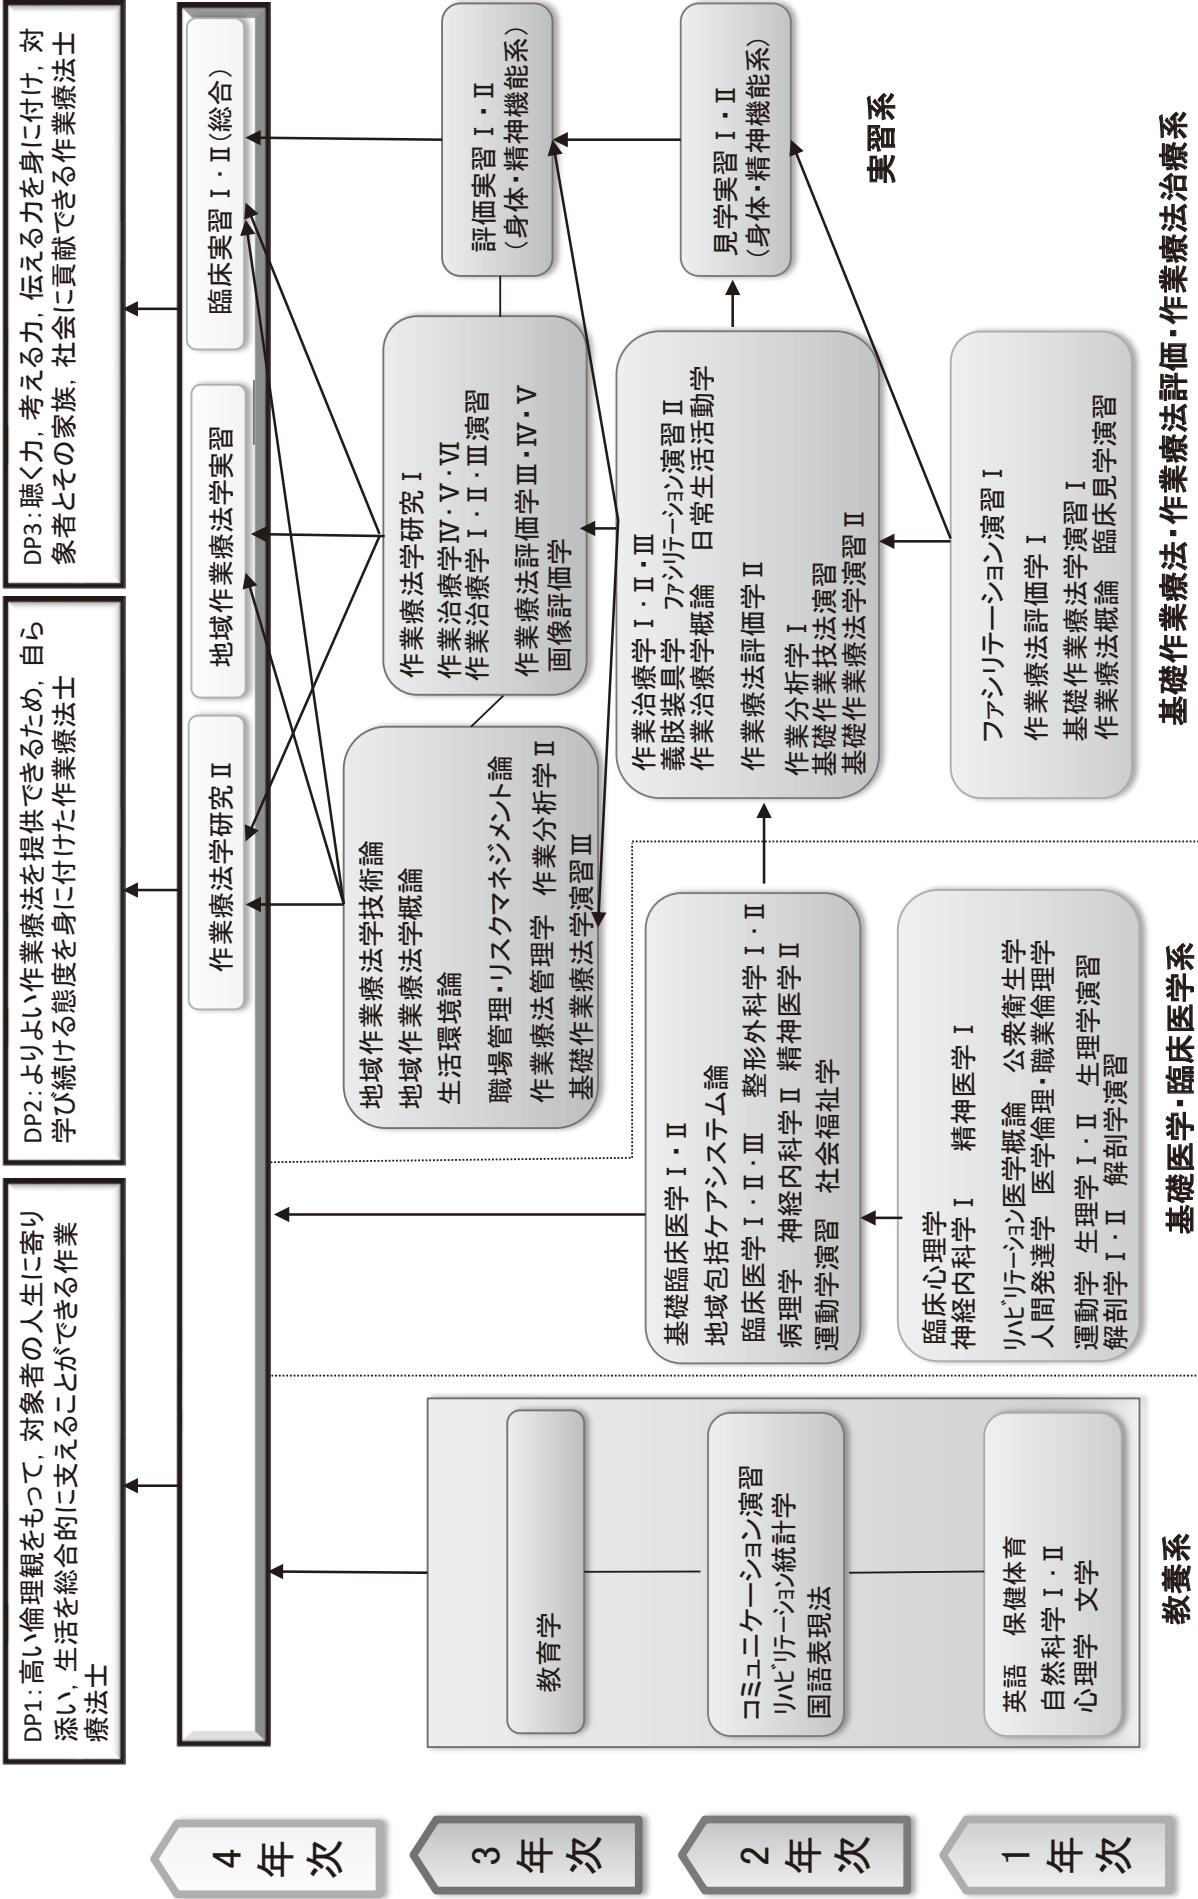 DP1：高い倫理観をもって，対象者の人生に寄り
添い，生活を総合的に支えることができる作業
療法士
DP2：よりよい作業療法を提供できるため，自ら
学び続ける態度を身に付けた作業療法士
DP3：聴く力，考える力，伝える力を身に付け，対
象者とその家族，社会に貢献できる作業療法士
4年次
作業療法学研究Ⅱ
地域作業療法学実習
臨床実習Ⅰ・Ⅱ(総合)
3年次
教育学
地域作業療法学技術論
地域作業療法学概論
生活環境論
職場管理・リスクマネジメント論
作業療法管理学　作業分析学Ⅱ
基礎作業療法学演習Ⅲ
作業療法学研究Ⅰ
作業治療学Ⅳ・Ⅴ・Ⅵ
作業治療学Ⅰ・Ⅱ・Ⅲ演習
作業療法評価学Ⅲ・Ⅳ・Ⅴ
画像評価学
評価実習Ⅰ・Ⅱ
(身体・精神機能系)
2年次
コミュニケーション演習
リハビリテーション統計学
国語表現法
基礎臨床医学Ⅰ・Ⅱ
地域包括ケアシステム論
臨床医学Ⅰ・Ⅱ・Ⅲ　整形外科学Ⅰ・Ⅱ
病理学　神経内科学Ⅱ 精神医学Ⅱ
運動学演習　社会福祉学
作業治療学Ⅰ・Ⅱ・Ⅲ
義肢装具学　ファシリテーション演習Ⅱ
作業治療学概論　日常生活活動学
作業療法評価学Ⅱ
作業分析学Ⅰ
基礎作業技法演習
基礎作業療法学演習Ⅱ
見学実習Ⅰ・Ⅱ
(身体・精神機能系)
1年次
英語　保健体育
自然科学Ⅰ・Ⅱ
心理学　文学
臨床心理学
神経内科学Ⅰ　精神医学Ⅰ
リハビリテーション医学概論　公衆衛生学
人間発達学　医学倫理・職業倫理学
運動学　生理学Ⅰ・Ⅱ　生理学演習
解剖学Ⅰ・Ⅱ　解剖学演習
ファシリテーション演習Ⅰ
作業療法評価学Ⅰ
基礎作業療法学演習Ⅰ
作業療法概論　臨床見学演習
実習系
教養系
基礎医学・臨床医学系
基礎作業療法・作業療法評価・作業療法治療系